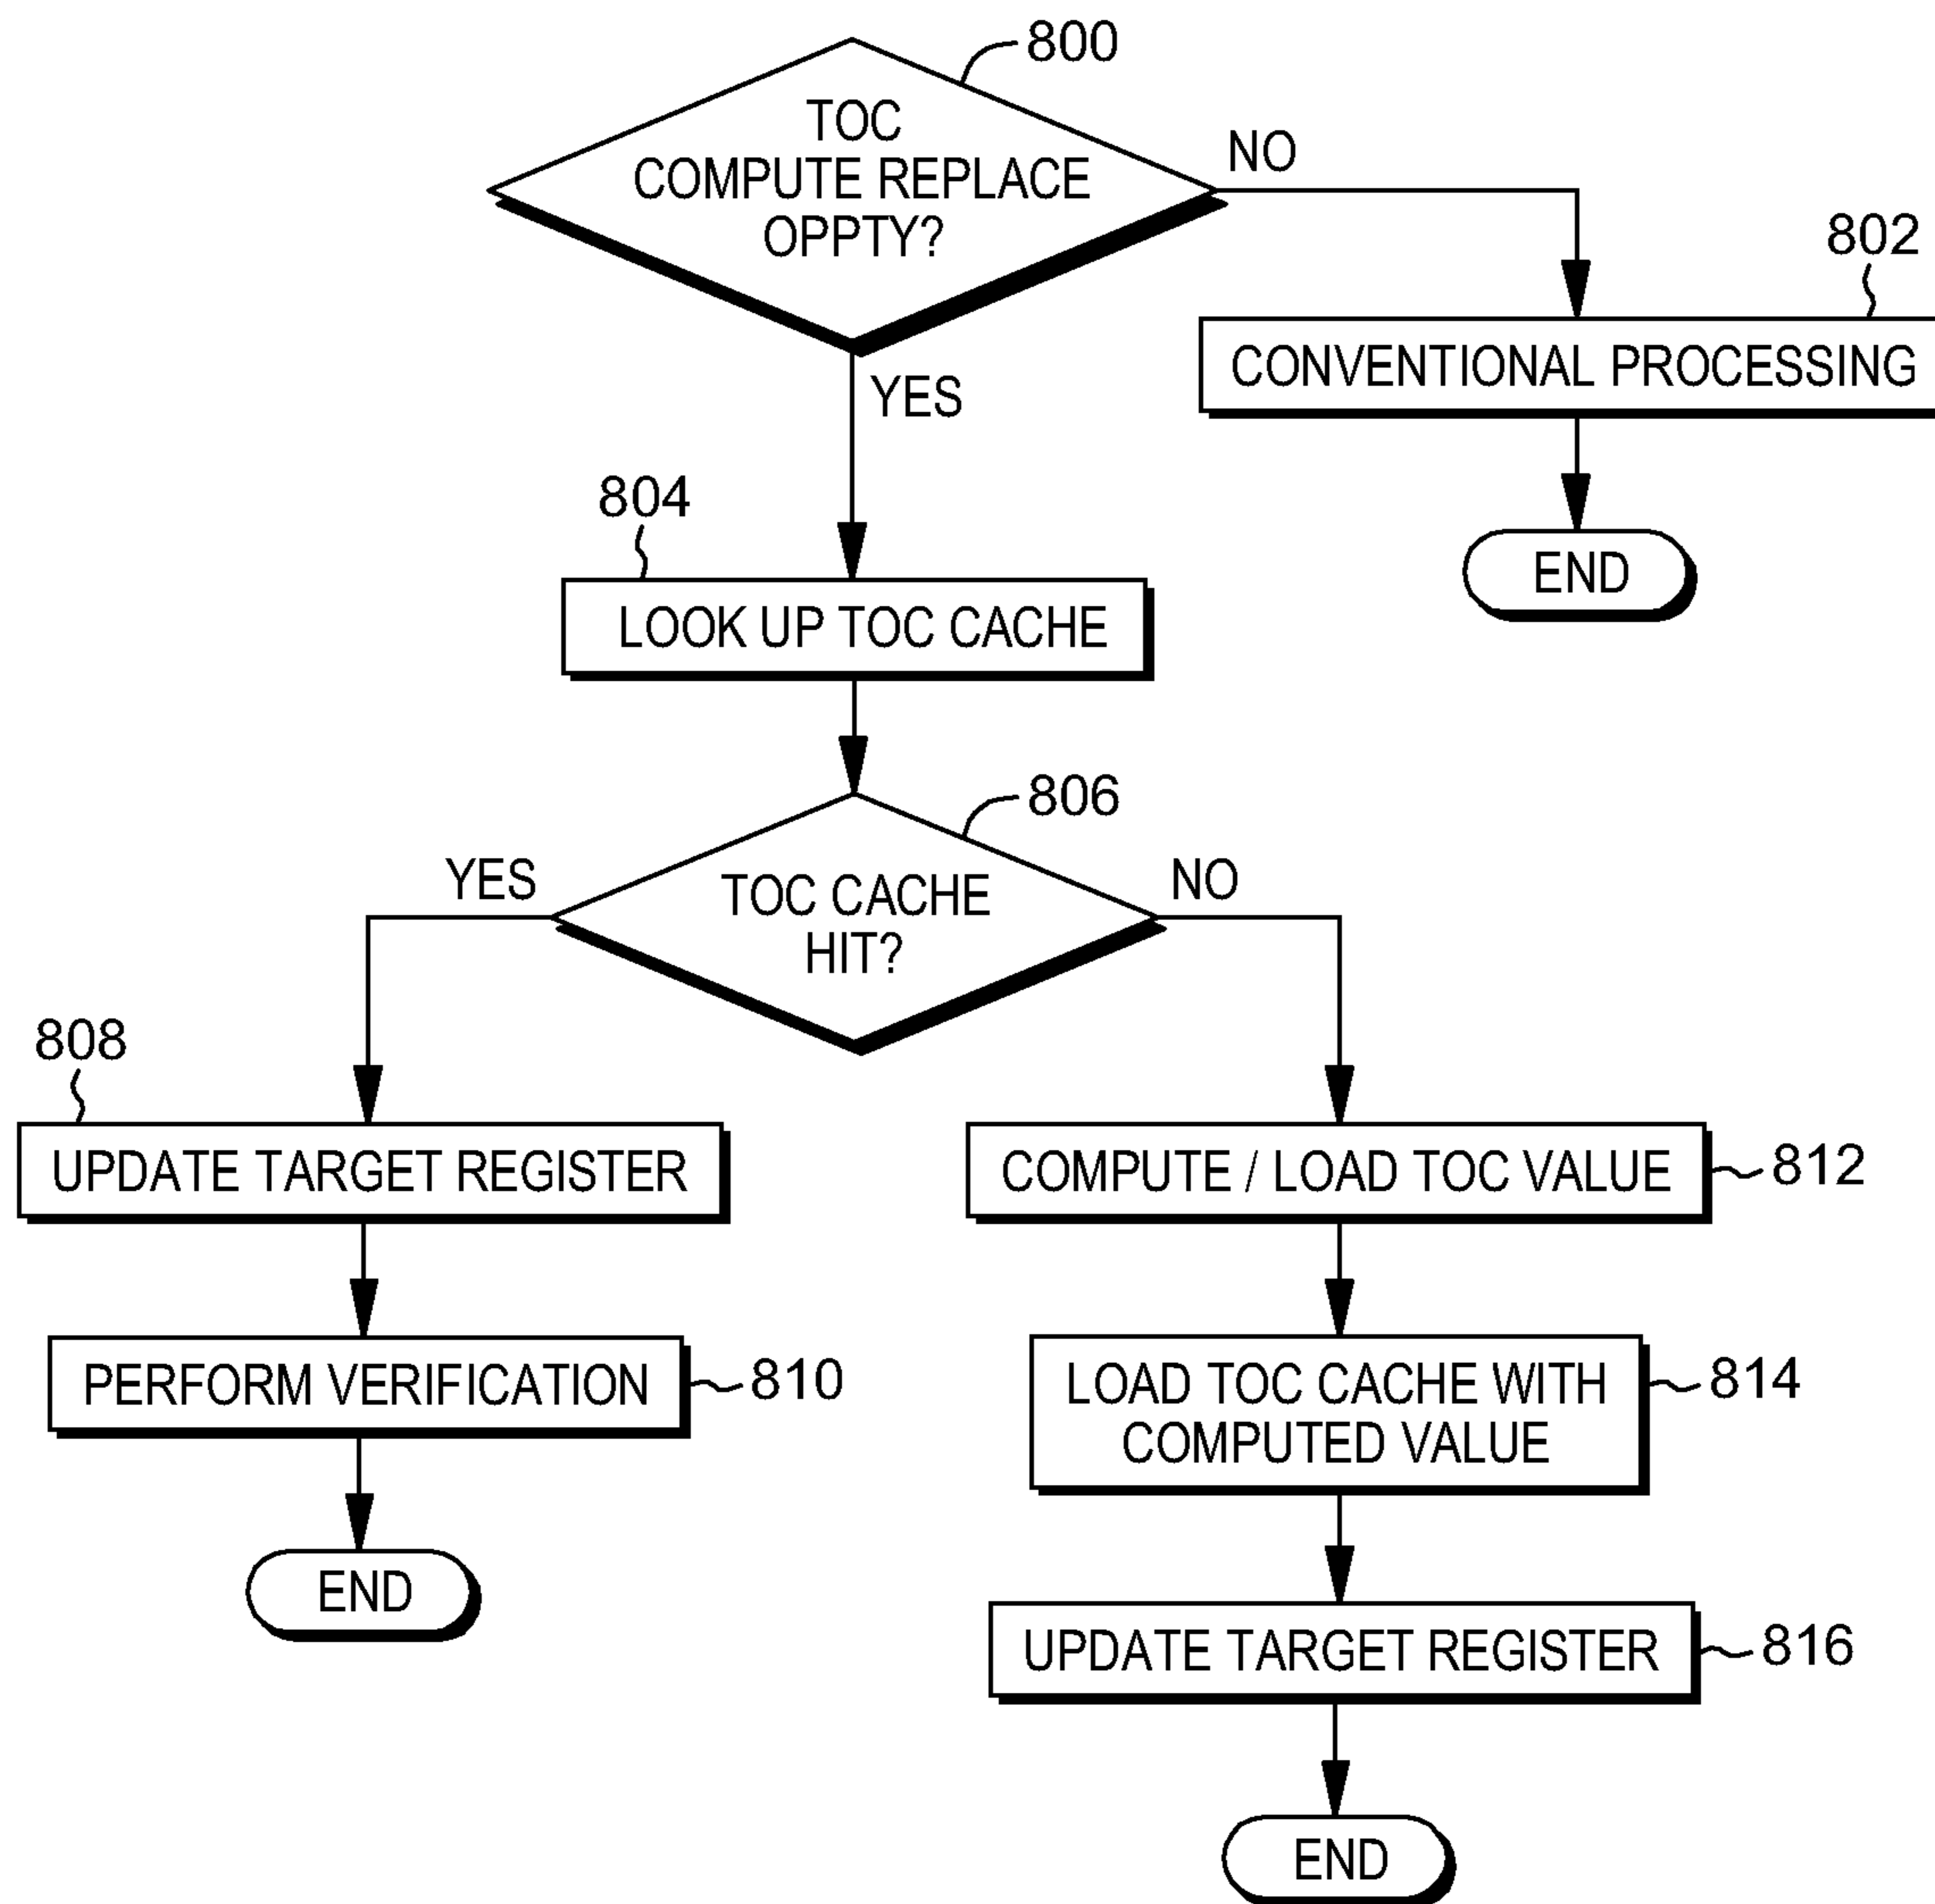 800
TOC
COMPUTE REPLACE
OPPTY?
NO
802
CONVENTIONAL PROCESSING
YES
END
804
LOOK UP TOC CACHE
806
YES
TOC CACHE
HIT?
NO
808
UPDATE TARGET REGISTER
COMPUTE / LOAD TOC VALUE
812
PERFORM VERIFICATION
810
LOAD TOC CACHE WITH
COMPUTED VALUE
814
END
UPDATE TARGET REGISTER
816
END